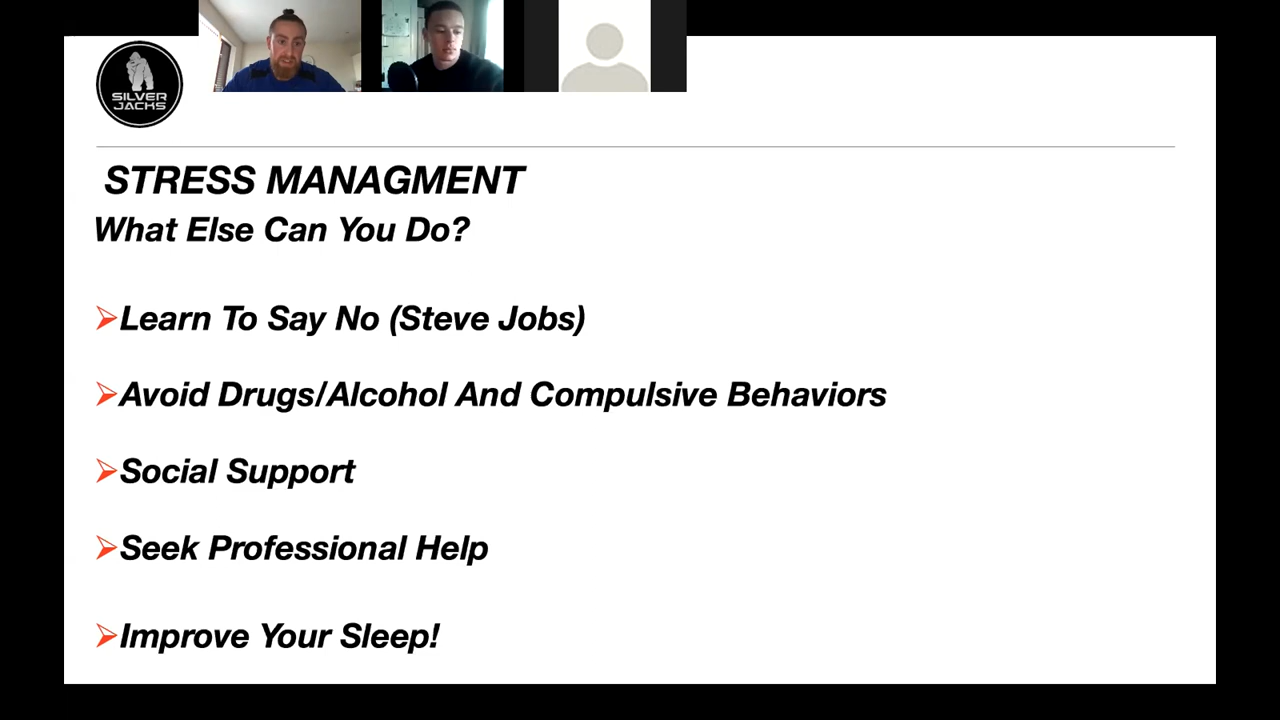 SILVER
JACKS
STRESS MANAGMENT
What Else Can You Do?
➢Learn To Say No (Steve Jobs)
➢Avoid Drugs/Alcohol And Compulsive Behaviors
➢Social Support
➢Seek Professional Help
➢Improve Your Sleep!